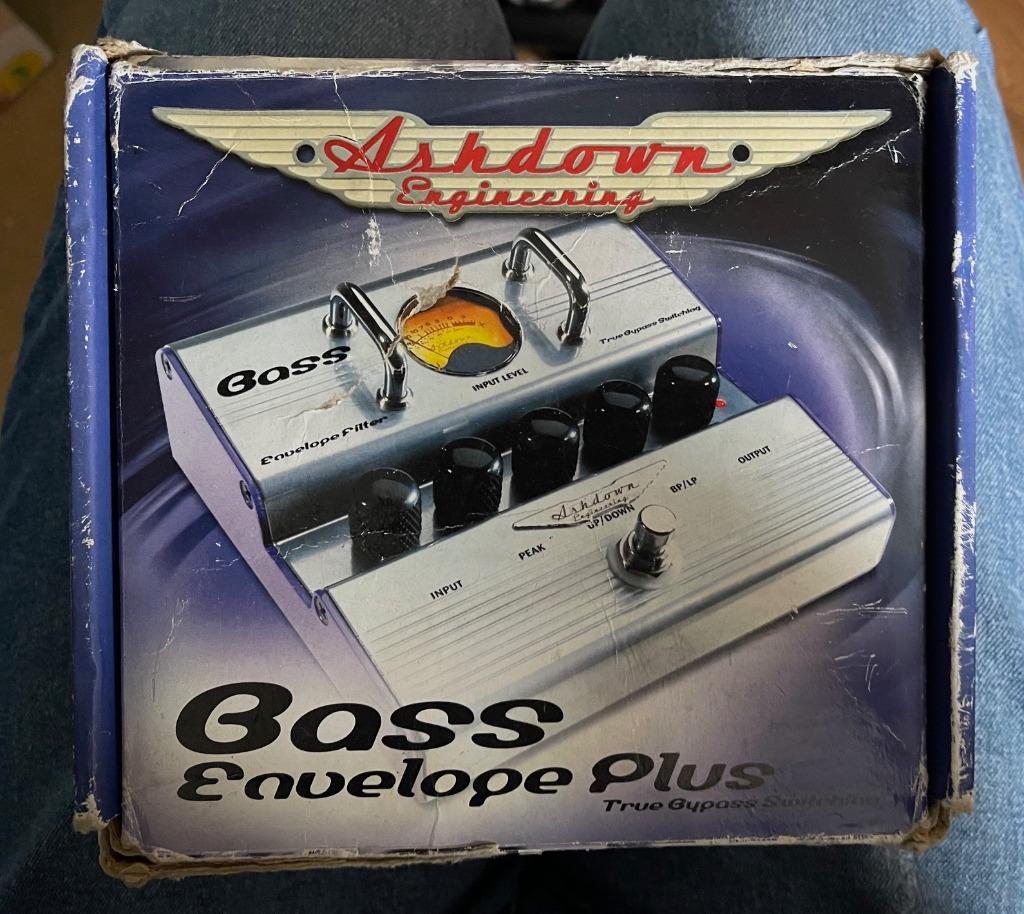 Ashdown
Engineering
Bass
True Bypass Switching
INPUT LEVEL
Envelope Filter
Ashdown
Engineering
INPUT
PEAK
UP/DOWN
BP/LP
OUTPUT
Bass
Envelope Plus
True Bypass Switching